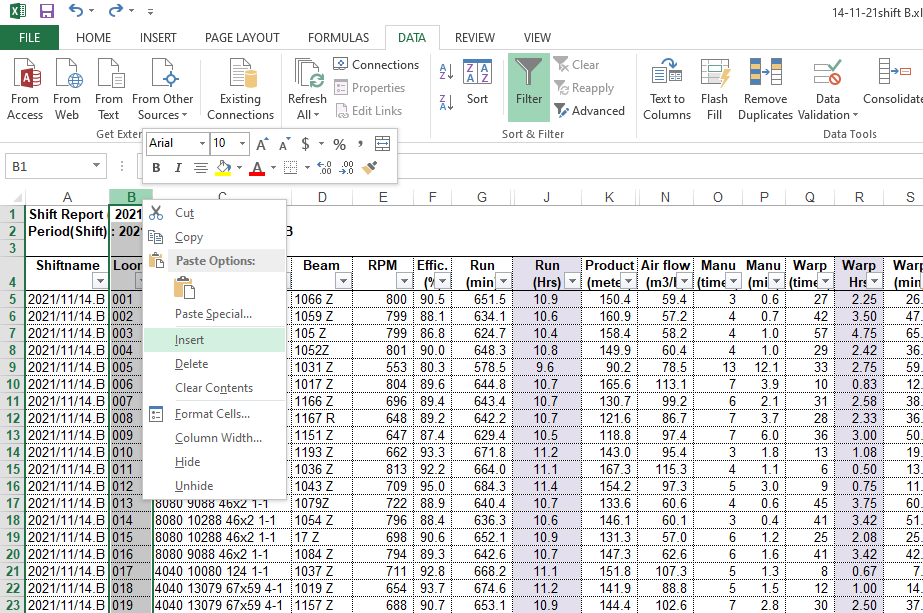 14-11-21shift B.xl
FILE HOME INSERT PAGE LAYOUT FORMULAS DATA REVIEW VIEW
From Access From Web From Text From Other Sources Existing Connections Refresh All Connections Properties Edit Links Sort Filter Clear Reapply Advanced Text to Columns Flash Fill Remove Duplicates Data Validation Consolidate
Get Exter Sort & Filter Data Tools
Arial 10 A A $ % ,
B1 B I A .00 .0
A B C D E F G J K N O P Q R S
1 Shift Report 2021
2 Period(Shift) : 202 B
3
4 Shiftname Loor Beam RPM Effic. (% Run (min Run (Hrs) Product (mete Air flow (m3/l Manu (time Manu (mi Warp (time Warp Hrs Warp (min
5 2021/11/14.B 001 1066 Z 800 90.5 651.5 10.9 150.4 59.4 3 0.6 27 2.25 26.
6 2021/11/14.B 002 1059 Z 799 88.1 634.1 10.6 160.9 57.2 4 0.7 42 3.50 47.
7 2021/11/14.B 003 105 Z 799 86.8 624.7 10.4 158.4 58.2 4 1.0 57 4.75 65.
8 2021/11/14.B 004 1052Z 801 90.0 648.3 10.8 149.9 60.4 4 1.0 29 2.42 36.
9 2021/11/14.B 005 1031 Z 553 80.3 578.5 9.6 90.2 78.5 13 12.1 33 2.75 59.
10 2021/11/14.B 006 1017 Z 804 89.6 644.8 10.7 165.6 113.1 7 3.9 10 0.83 12.
11 2021/11/14.B 007 1166 Z 696 89.4 643.4 10.7 130.7 99.2 6 2.1 31 2.58 38.
12 2021/11/14.B 008 1167 R 648 89.2 642.2 10.7 121.6 86.7 7 3.7 28 2.33 36.
13 2021/11/14.B 009 1151 Z 647 87.4 629.4 10.5 118.8 97.4 7 6.0 36 3.00 50.
14 2021/11/14.B 010 1193 Z 662 93.3 671.8 11.2 143.0 95.4 3 1.8 13 1.08 19.
15 2021/11/14.B 011 1036 Z 813 92.2 664.0 11.1 167.3 115.3 4 1.1 6 0.50 13.
16 2021/11/14.B 012 1043 Z 709 95.0 684.3 11.4 154.2 97.3 5 3.0 9 0.75 11.
17 2021/11/14.B 013 8080 9088 46x2 1-1 1079Z 722 88.9 640.4 10.7 133.6 60.6 4 0.6 45 3.75 60.
18 2021/11/14.B 014 8080 10288 46x2 1-1 1054 Z 796 88.4 636.3 10.6 146.1 60.1 3 0.4 41 3.42 51.
19 2021/11/14.B 015 8080 10288 46x2 1-1 17 Z 698 90.6 652.1 10.9 131.3 57.0 6 1.2 25 2.08 25.
20 2021/11/14.B 016 8080 9088 46x2 1-1 1084 Z 794 89.3 642.6 10.7 147.3 62.6 6 1.6 41 3.42 42.
21 2021/11/14.B 017 4040 10080 124 1-1 1037 Z 711 92.8 668.2 11.1 151.8 107.3 5 1.3 8 0.67 7.
22 2021/11/14.B 018 4040 13079 67x59 4-1 1019 Z 654 93.7 674.6 11.2 141.9 88.8 5 1.5 12 1.00 14.
23 2021/11/14.B 019 4040 13079 67x59 4-1 1157 Z 688 90.7 653.1 10.9 144.4 102.6 7 2.8 30 2.50 37.
Cut
Copy
Paste Options:
Paste Special...
Insert
Delete
Clear Contents
Format Cells...
Column Width...
Hide
Unhide